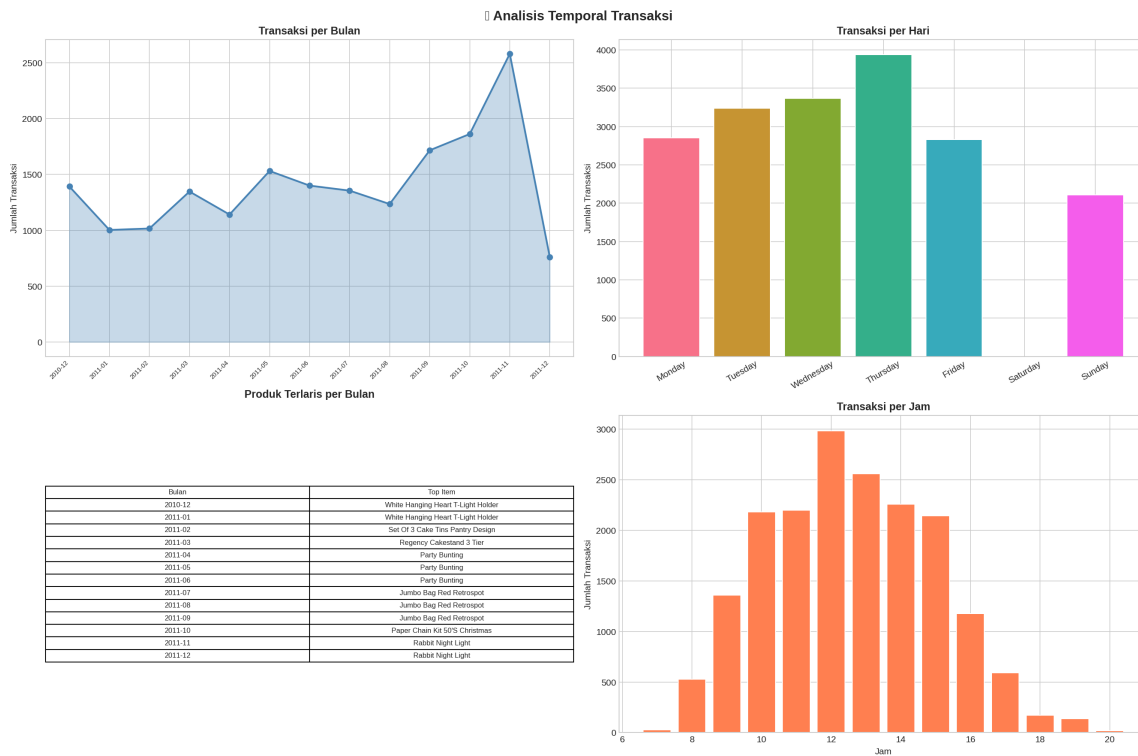 ▯ Analisis Temporal Transaksi
Transaksi per Bulan
Jumlah Transaksi
2500
2000
1500
1000
500
0
2010-12
2011-01
2011-02
2011-03
2011-04
2011-05
2011-06
2011-07
2011-08
2011-09
2011-10
2011-11
2011-12
Transaksi per Hari
Jumlah Transaksi
4000
3500
3000
2500
2000
1500
1000
500
0
Monday
Tuesday
Wednesday
Thursday
Friday
Saturday
Sunday
Produk Terlaris per Bulan
Bulan Top Item
2010-12 White Hanging Heart T-Light Holder
2011-01 White Hanging Heart T-Light Holder
2011-02 Set Of 3 Cake Tins Pantry Design
2011-03 Regency Cakestand 3 Tier
2011-04 Party Bunting
2011-05 Party Bunting
2011-06 Party Bunting
2011-07 Jumbo Bag Red Retrospot
2011-08 Jumbo Bag Red Retrospot
2011-09 Jumbo Bag Red Retrospot
2011-10 Paper Chain Kit 50'S Christmas
2011-11 Rabbit Night Light
2011-12 Rabbit Night Light
Transaksi per Jam
Jumlah Transaksi
3000
2500
2000
1500
1000
500
0
6 8 10 12 14 16 18 20
Jam